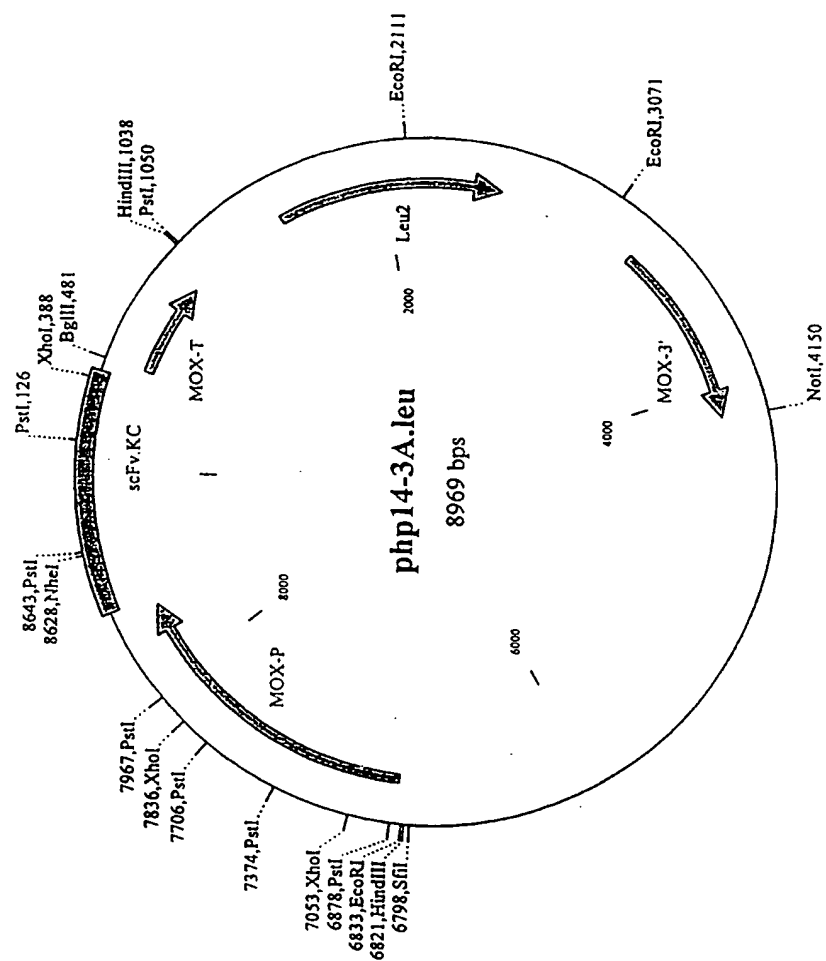 EcoRI,2111
EcoRI,3071
HindIII,1038
PstI,1050
XhoI,388
BglII,481
PstI,126
MOX-T
Leu2
2000
scFv.KC
MOX-3'
NotI,4150
4000
php14-3A.leu
8969 bps
8000
6000
MOX-P
8643,PstI
8628,NheI
7967,PstI
7836,XhoI
7706,PstI
7374,PstI
7053,XhoI
6878,PstI
6833,EcoRI
6821,HindIII
6798,SfiI